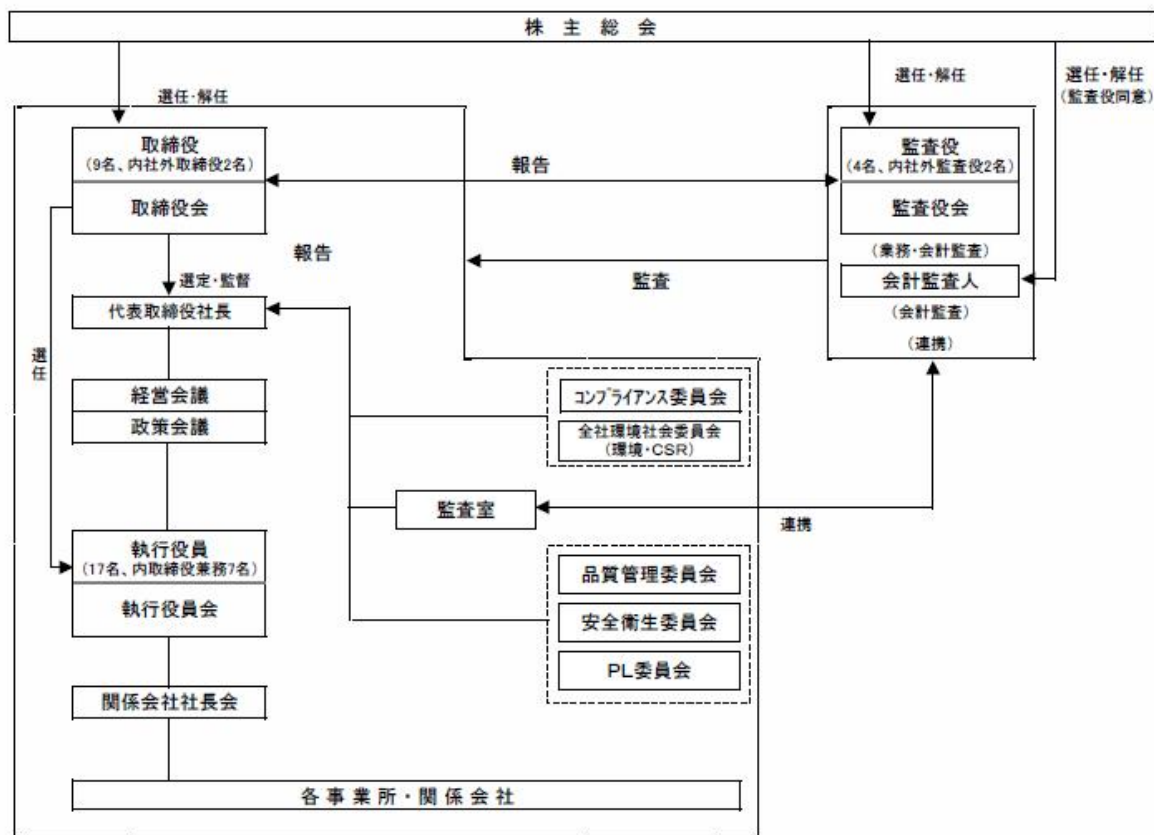 株主総会
選任・解任
選任・解任
選任・解任
(監査役同意)
取締役
(9名、内社外取締役2名)
取締役会
報告
監査役
(4名、内社外監査役2名)
監査役会
(業務・会計監査)
会計監査人
(会計監査)
(連携)
報告
監査
選定・監督
代表取締役社長
選任
経営会議
政策会議
コンプライアンス委員会
全社環境社会委員会
(環境・CSR)
監査室
連携
執行役員
(17名、内取締役兼務7名)
執行役員会
品質管理委員会
安全衛生委員会
PL委員会
関係会社社長会
各事業所・関係会社